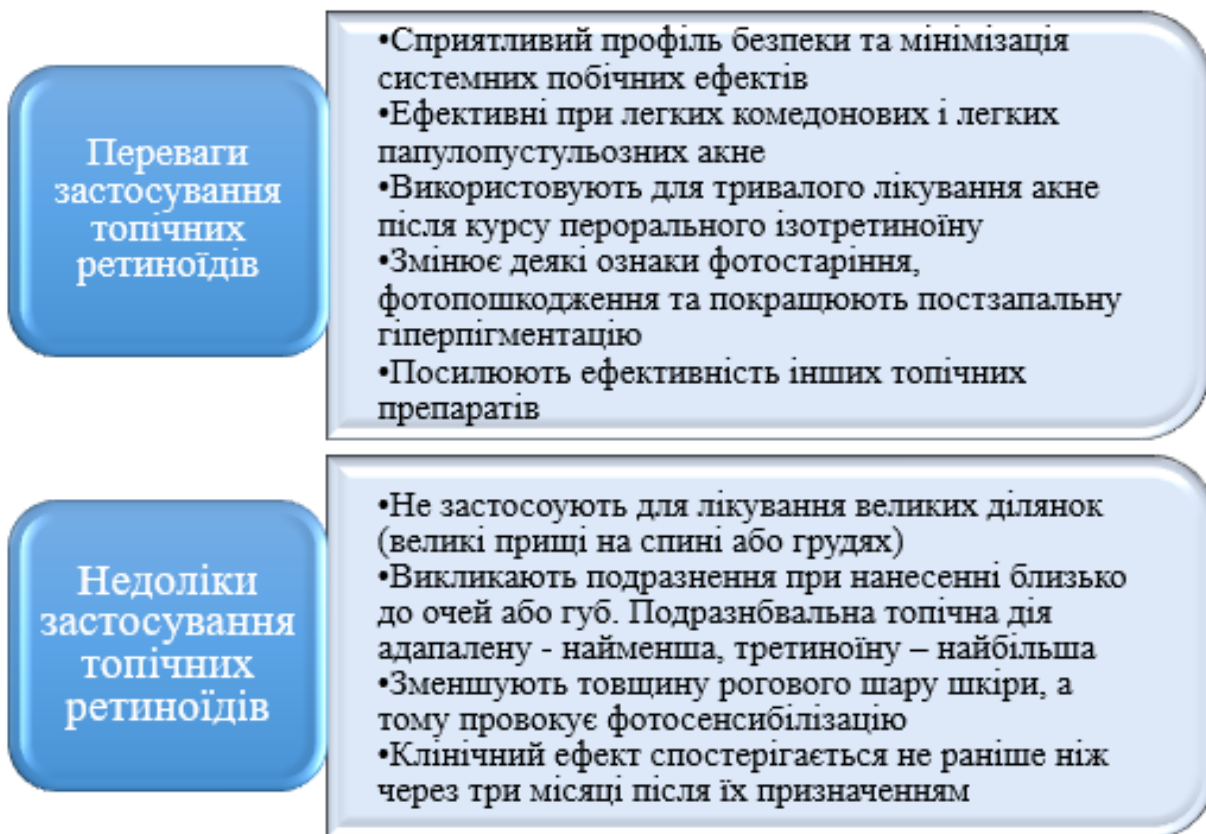 Переваги
застосування
топічних
ретиноїдів
•Сприятливий профіль безпеки та мінімізація
системних побічних ефектів
•Ефективні при легких комедонових і легких
папулопустульозних акне
•Використовують для тривалого лікування акне
після курсу перорального ізотретиноїну
•Змінює деякі ознаки фотостаріння,
фотопошкодження та покращюють постзапальну
гіперпігментацію
•Посилюють ефективність інших топічних
препаратів
Недоліки
застосування
топічних
ретиноїдів
•Не застосоують для лікування великих ділянок
(великі прищі на спині або грудях)
•Викликають подразнення при нанесенні близько
до очей або губ. Подразнбвальна топічна дія
адапалену - найменша, третиноїну – найбільша
•Зменшують товщину рогового шару шкіри, а
тому провокує фотосенсибілізацію
•Клінічний ефект спостерігається не раніше ніж
через три місяці після їх призначенням